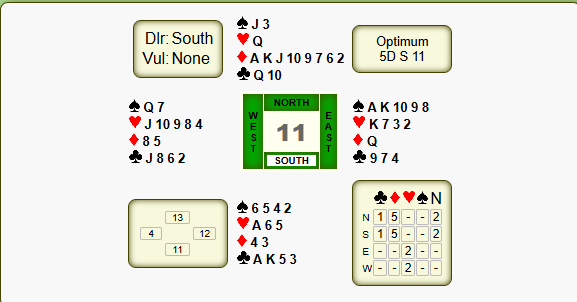 Dlr: South
Vul: None
♠ J 3
♥ Q
♦ A K J 10 9 7 6 2
♣ Q 10
Optimum
5D S 11
♠ Q 7
♥ J 10 9 8 4
♦ 8 5
♣ J 8 6 2
NORTH
WEST
11
EAST
SOUTH
♠ A K 10 9 8
♥ K 7 3 2
♦ Q
♣ 9 7 4
13
4 12
11
♠ 6 5 4 2
♥ A 6 5
♦ 4 3
♣ A K 5 3
♣ ♦ ♥ ♠ N
N 1 5 - - 2
S 1 5 - - 2
E - - 2 - -
W - - 2 - -